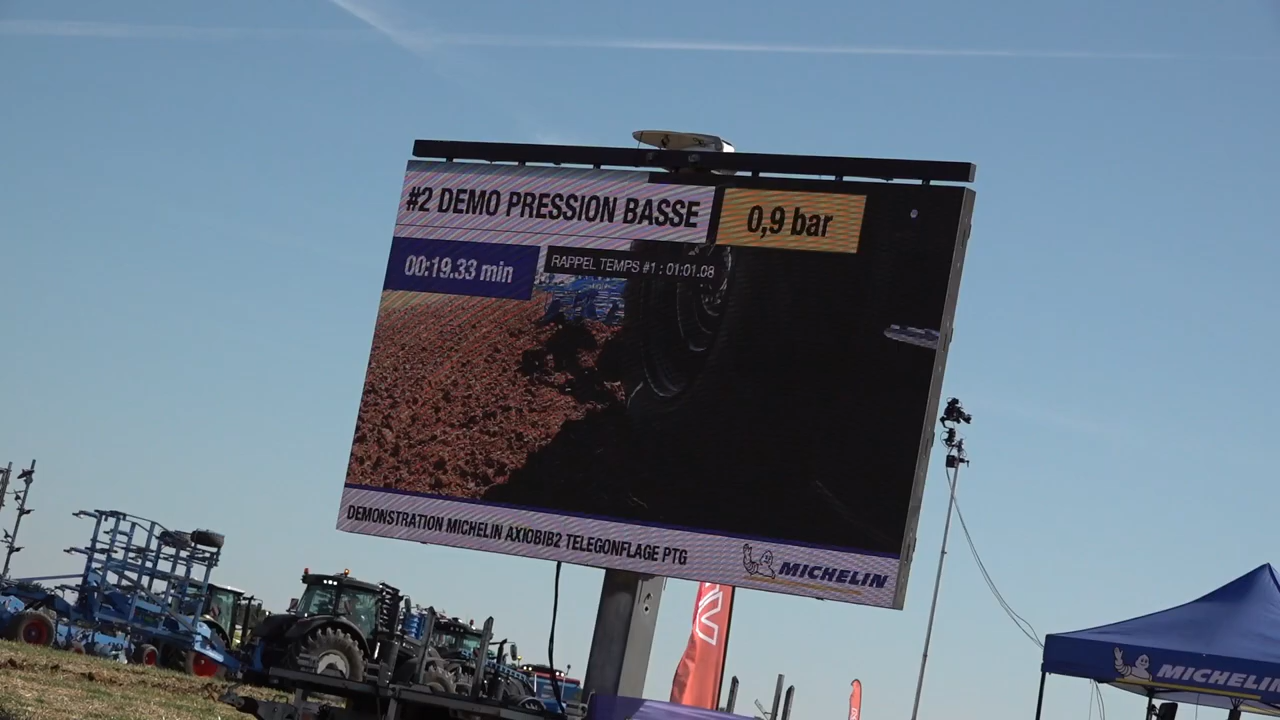 #2 DEMO PRESSION BASSE
0,9 bar
00:19.33 min
RAPPEL TEMPS #1 : 01:01.08
DEMONSTRATION MICHELIN AXIOBIB2 TELEGONFLAGE PTG
MICHELIN
MICHELIN